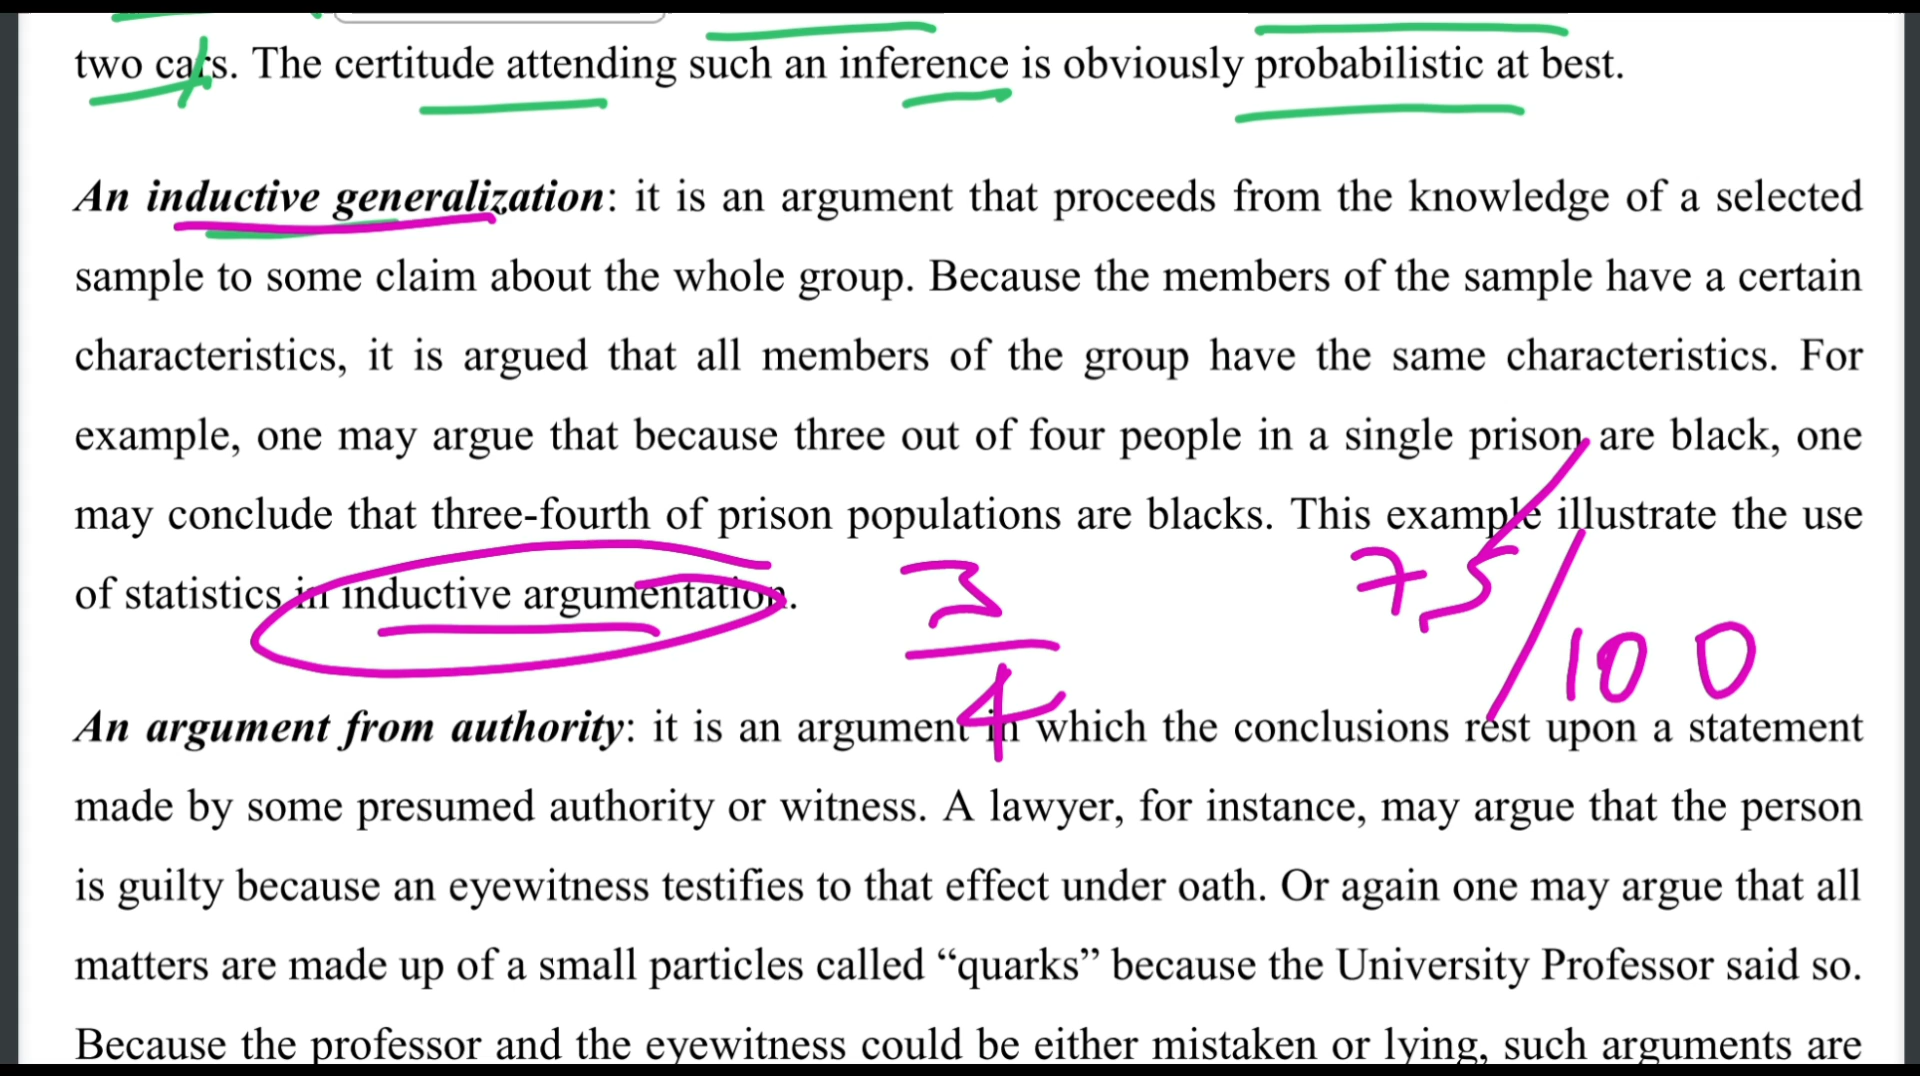 two cars. The certitude attending such an inference is obviously probabilistic at best.
An inductive generalization: it is an argument that proceeds from the knowledge of a selected
sample to some claim about the whole group. Because the members of the sample have a certain
characteristics, it is argued that all members of the group have the same characteristics. For
example, one may argue that because three out of four people in a single prison are black, one
may conclude that three-fourth of prison populations are blacks. This example illustrate the use
of statistics in inductive argumentation.
3
4
75/100
An argument from authority: it is an argument in which the conclusions rest upon a statement
made by some presumed authority or witness. A lawyer, for instance, may argue that the person
is guilty because an eyewitness testifies to that effect under oath. Or again one may argue that all
matters are made up of a small particles called “quarks” because the University Professor said so.
Because the professor and the eyewitness could be either mistaken or lying, such arguments are